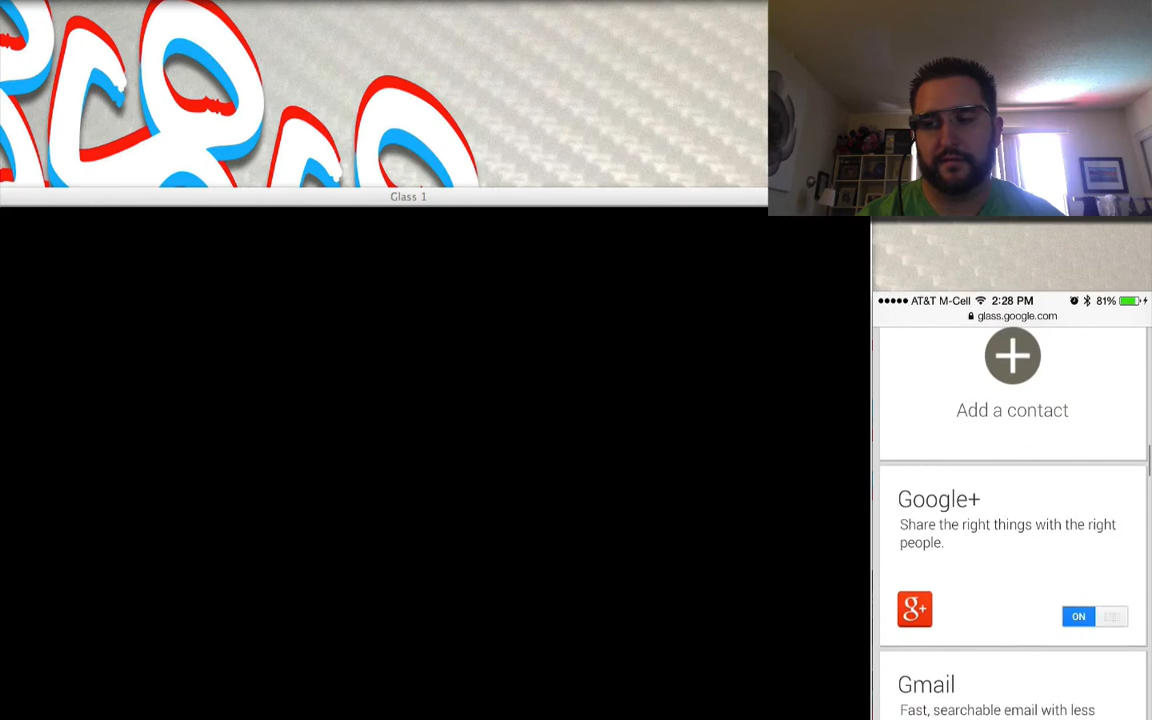 Glass 1
AT&T M-Cell 2:28 PM 81%
glass.google.com
Add a contact
Google+
Share the right things with the right
people.
g+
ON
Gmail
Fast, searchable email with less